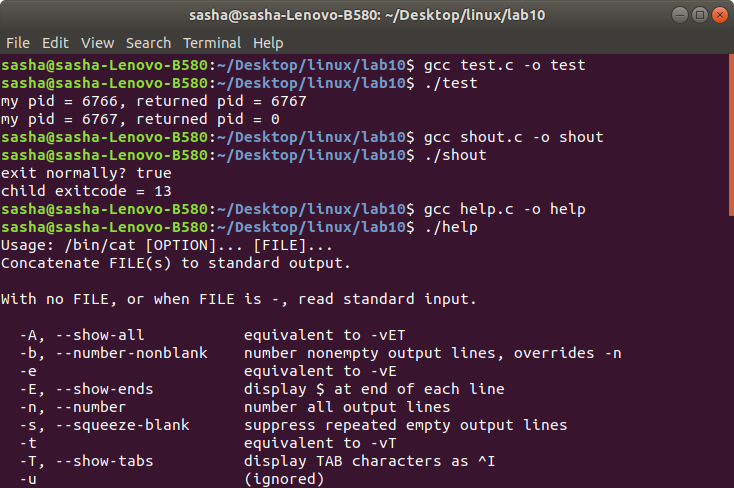 sasha@sasha-Lenovo-B580: ~/Desktop/linux/lab10
File Edit View Search Terminal Help
sasha@sasha-Lenovo-B580:~/Desktop/linux/lab10$ gcc test.c -o test
sasha@sasha-Lenovo-B580:~/Desktop/linux/lab10$ ./test
my pid = 6766, returned pid = 6767
my pid = 6767, returned pid = 0
sasha@sasha-Lenovo-B580:~/Desktop/linux/lab10$ gcc shout.c -o shout
sasha@sasha-Lenovo-B580:~/Desktop/linux/lab10$ ./shout
exit normally? true
child exitcode = 13
sasha@sasha-Lenovo-B580:~/Desktop/linux/lab10$ gcc help.c -o help
sasha@sasha-Lenovo-B580:~/Desktop/linux/lab10$ ./help
Usage: /bin/cat [OPTION]... [FILE]...
Concatenate FILE(s) to standard output.

With no FILE, or when FILE is -, read standard input.

  -A, --show-all           equivalent to -vET
  -b, --number-nonblank    number nonempty output lines, overrides -n
  -e                       equivalent to -vE
  -E, --show-ends          display $ at end of each line
  -n, --number             number all output lines
  -s, --squeeze-blank      suppress repeated empty output lines
  -t                       equivalent to -vT
  -T, --show-tabs          display TAB characters as ^I
  -u                       (ignored)